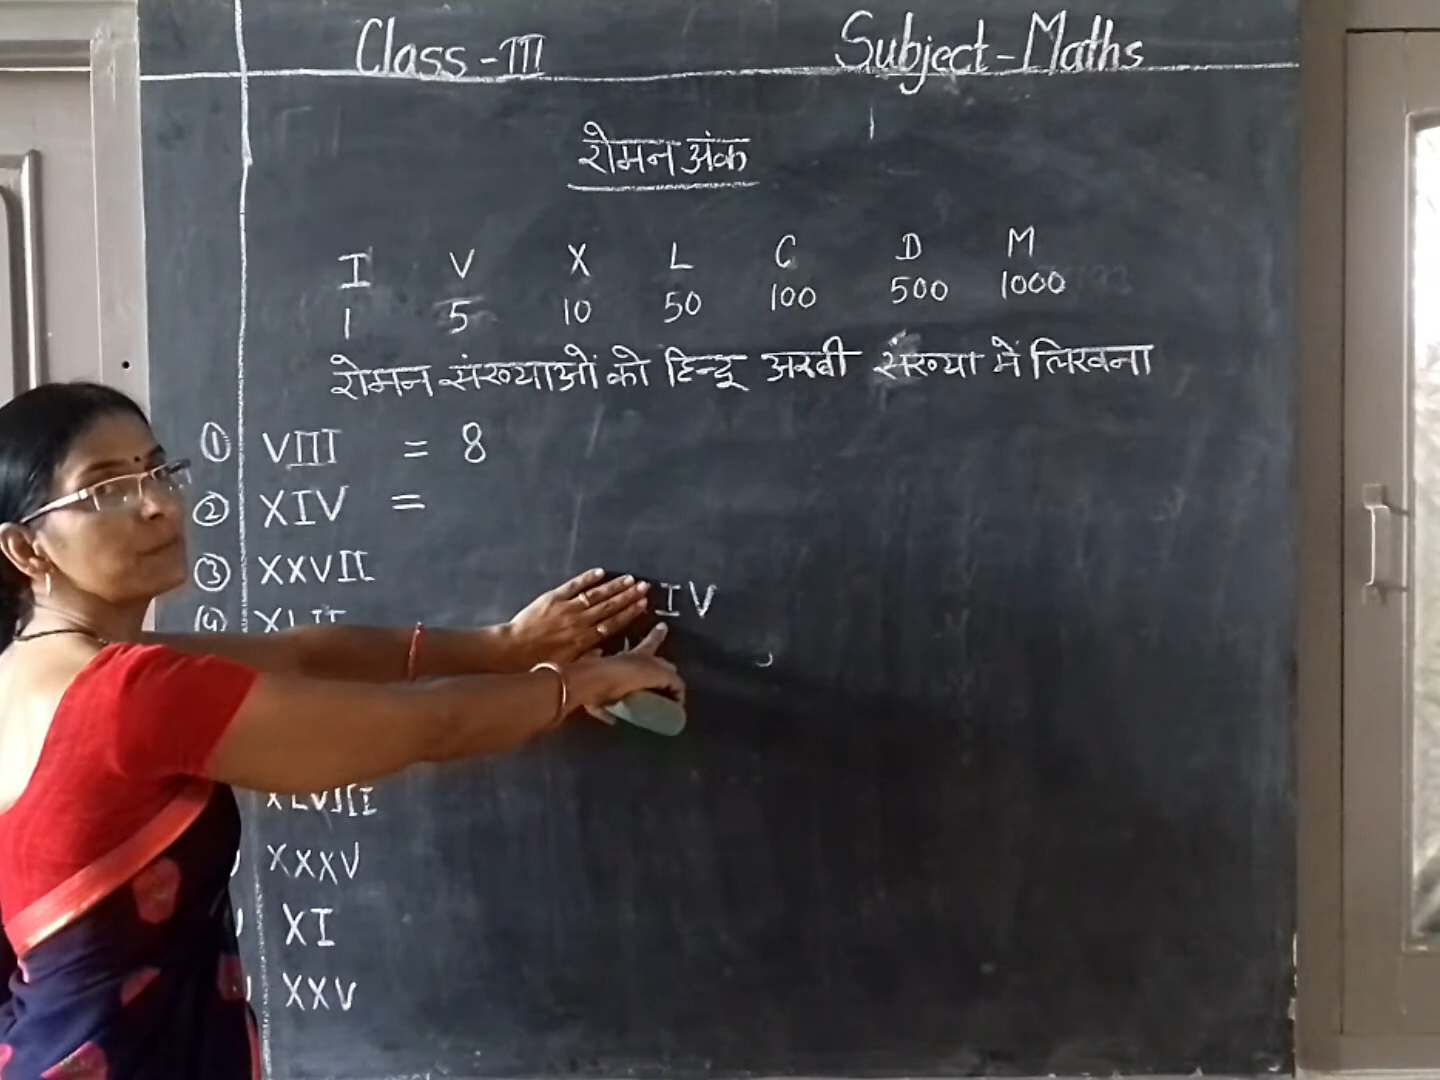 Class-III Subject-Maths
रोमन अंक
I V X L C D M
1 5 10 50 100 500 1000
रोमन संख्याओं को हिन्दू अरबी संख्या में लिखना
① VIII = 8
② XIV =
③ XXVII
④ XLII
IV
XLVIII
XXXV
XI
XXV